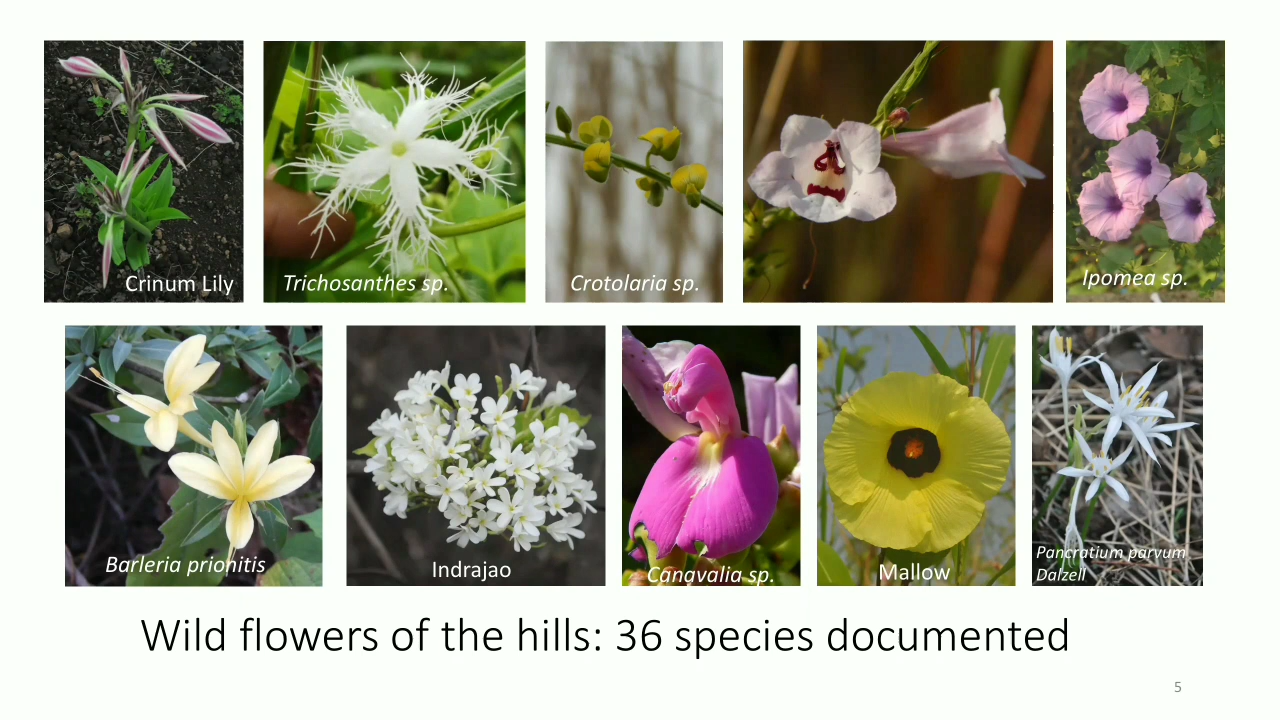 Crinum Lily
Trichosanthes sp.
Crotolaria sp.
Ipomea sp.
Barleria prionitis
Indrajao
Canavalia sp.
Mallow
Pancratium parvum
Dalzell
Wild flowers of the hills: 36 species documented
5